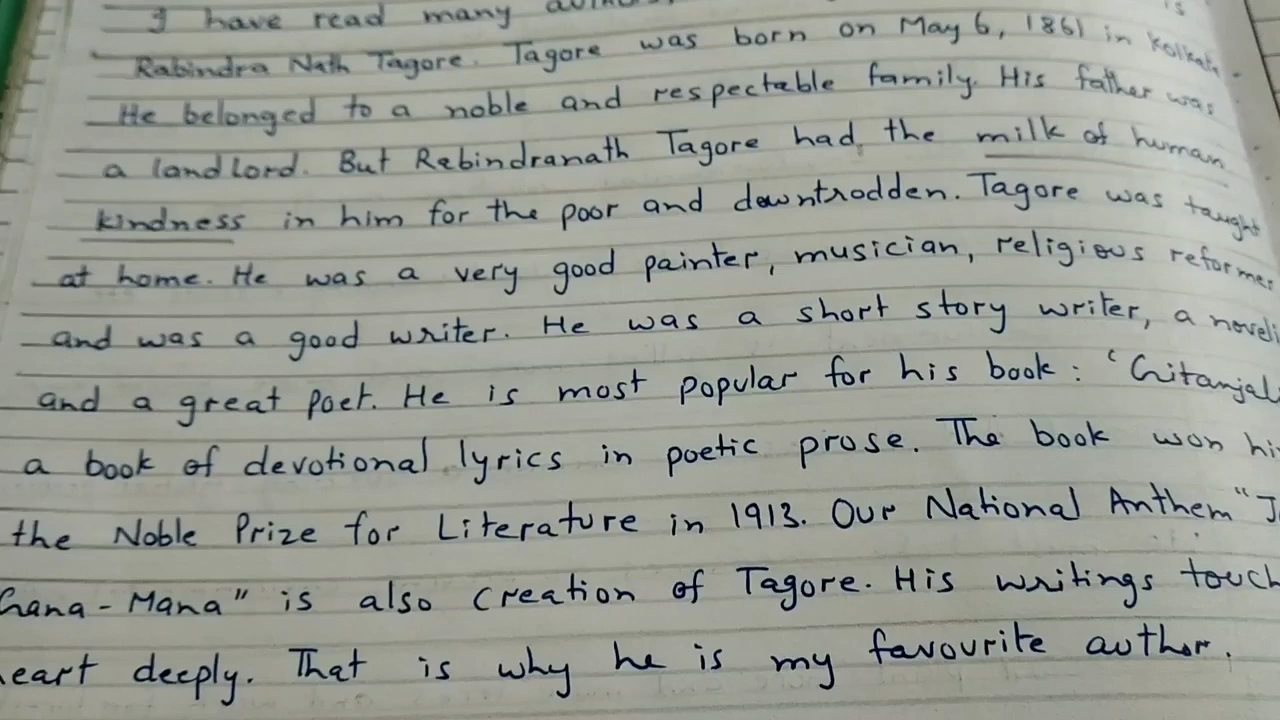 I have read many
is
Rabindra Nath Tagore. Tagore was born on May 6, 1861 in Kolkata.
He belonged to a noble and respectable family. His father was
a landlord. But Rabindranath Tagore had the milk of human
kindness in him for the poor and downtrodden. Tagore was taught
at home. He was a very good painter, musician, religious reformer
and was a good writer. He was a short story writer, a noveli
and a great poet. He is most popular for his book: 'Gitanjali
a book of devotional lyrics in poetic prose. The book won hi
the Noble Prize for Literature in 1913. Our National Anthem "J
Gana-Mana" is also creation of Tagore. His writings touch
eart deeply. That is why he is my favourite author.